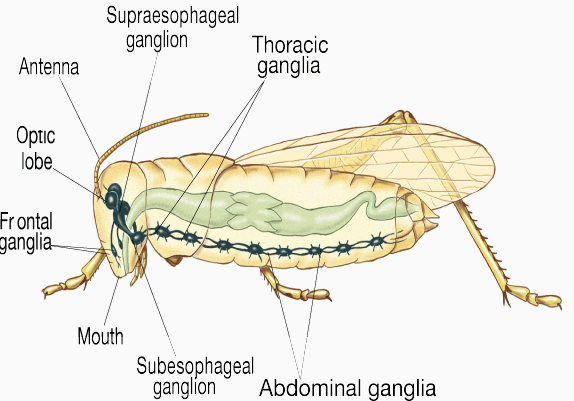 Supraesophageal
ganglion
Thoracic
ganglia
Antenna
Optic
lobe
Frontal
ganglia
Mouth
Subesophageal
ganglion
Abdominal ganglia